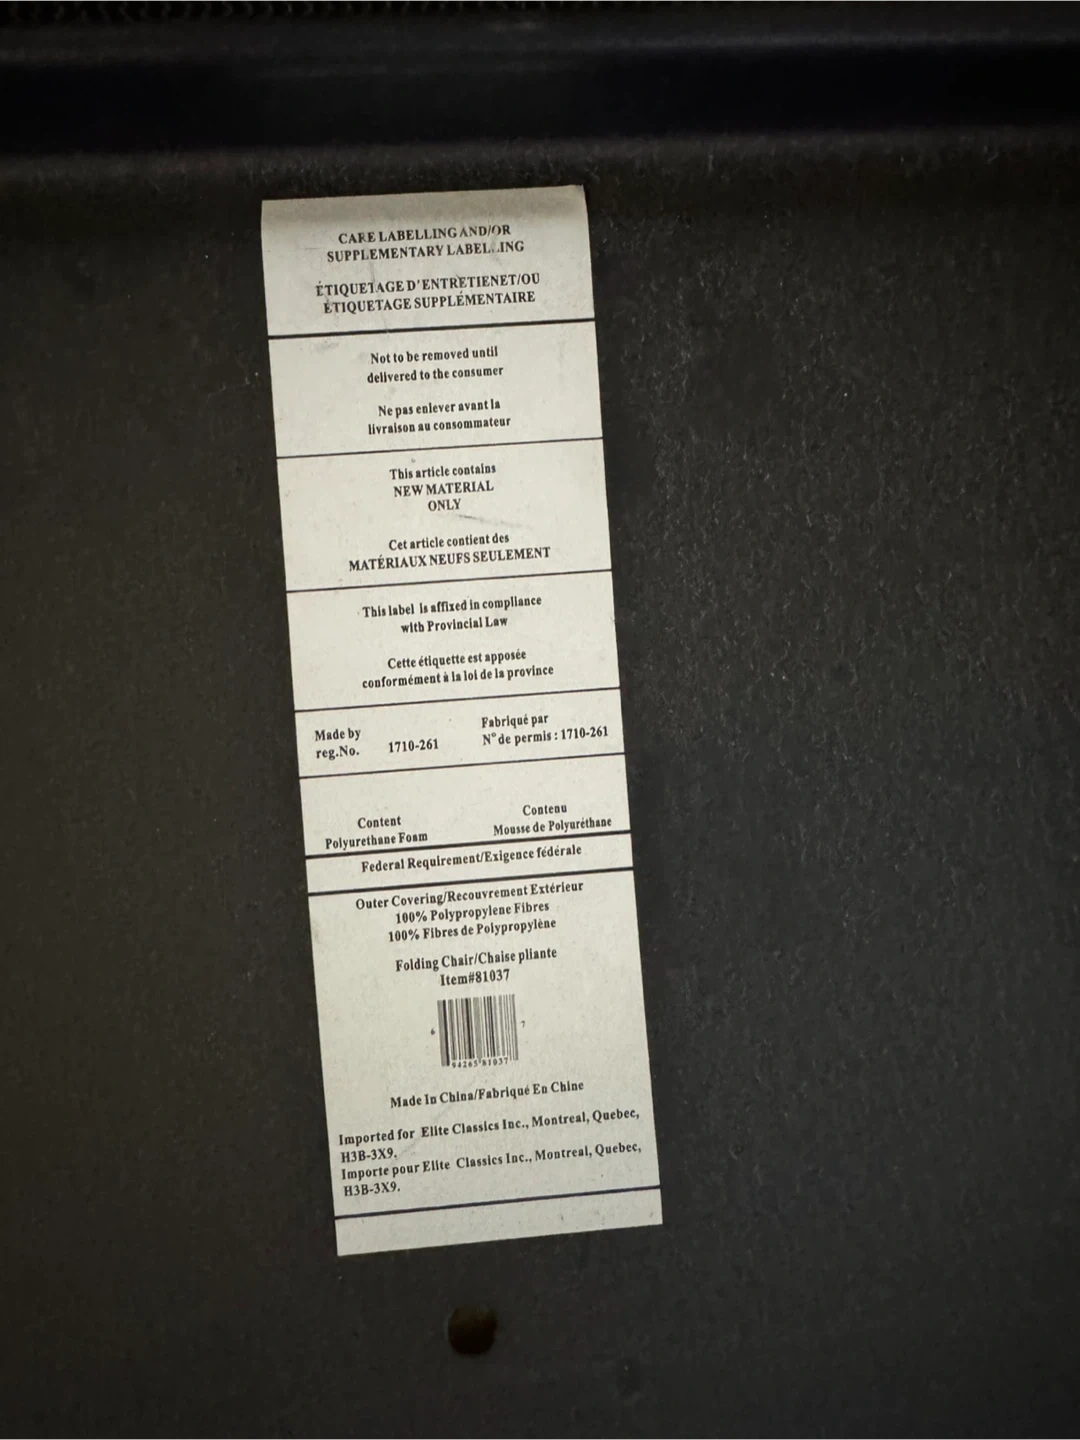 CARE LABELLING AND/OR
SUPPLEMENTARY LABEL..ING
ÉTIQUETAGE D'ENTRETIENET/OU
ÉTIQUETAGE SUPPLÉMENTAIRE
Not to be removed until
delivered to the consumer
Ne pas enlever avant la
livraison au consommateur
This article contains
NEW MATERIAL
ONLY
Cet article contient des
MATÉRIAUX NEUFS SEULEMENT
This label is affixed in compliance
with Provincial Law
Cette étiquette est apposée
conformément à la loi de la province
Made by
reg.No. 1710-261
Fabriqué par
N° de permis : 1710-261
Content
Polyurethane Foam
Contenu
Mousse de Polyuréthane
Federal Requirement/Exigence fédérale
Outer Covering/Recouvrement Extérieur
100% Polypropylene Fibres
100% Fibres de Polypropylène
Folding Chair/Chaise pliante
Item#81037
6 94265 81037 7
Made In China/Fabriqué En Chine
Imported for Elite Classics Inc., Montreal, Quebec,
H3B-3X9.
Importe pour Elite Classics Inc., Montreal, Quebec,
H3B-3X9.